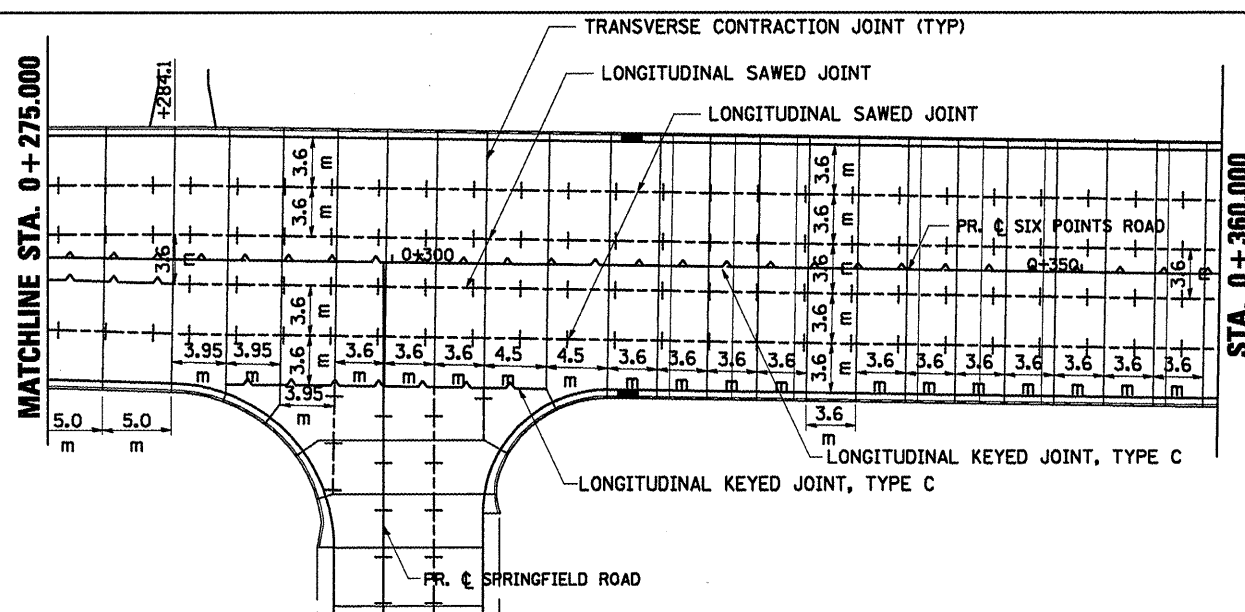 TRANSVERSE CONTRACTION JOINT (TYP)
LONGITUDINAL SAWED JOINT
LONGITUDINAL SAWED JOINT
MATCHLINE STA. 0+275.000
+284.1
3.6 m
3.6 m
3.6 m
3.6 m
3.6 m
0+300
PR. ℄ SIX POINTS ROAD
3.6 m
0+350
3.6 m
STA. 0+360.000
3.6 m
3.6 m
3.95 m
3.95 m
3.6 m
3.6 m
3.6 m
3.6 m
4.5 m
4.5 m
3.6 m
3.6 m
3.6 m
3.6 m
3.6 m
3.6 m
3.6 m
3.6 m
3.6 m
3.6 m
3.6 m
3.6 m
5.0 m
5.0 m
3.95
3.6 m
LONGITUDINAL KEYED JOINT, TYPE C
LONGITUDINAL KEYED JOINT, TYPE C
PR. ℄ SPRINGFIELD ROAD